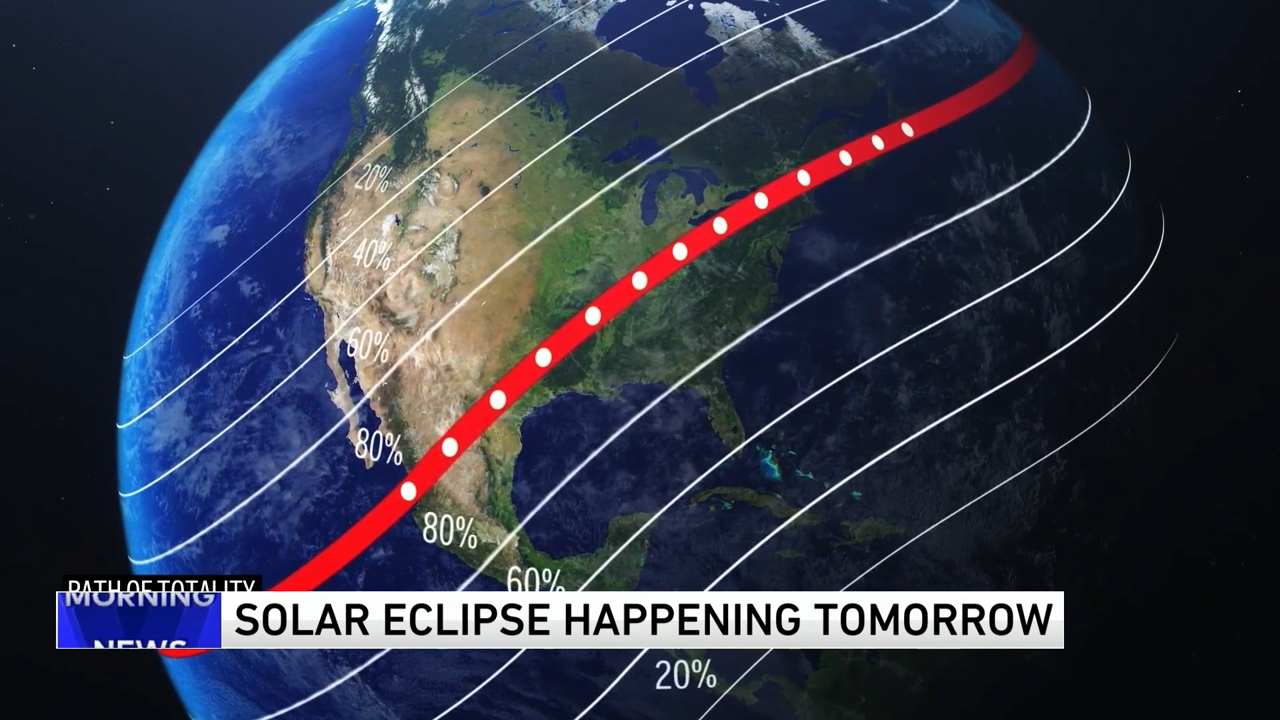 20%
40%
60%
80%
80%
60%
20%
PATH OF TOTALITY
MORNING
NEWS
SOLAR ECLIPSE HAPPENING TOMORROW